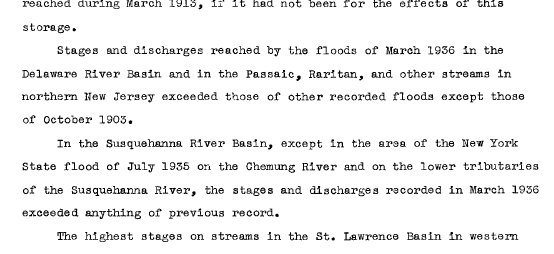 reached during March 1913, if it had not been for the effects of this
storage.
Stages and discharges reached by the floods of March 1936 in the
Delaware River Basin and in the Passaic, Raritan, and other streams in
northern New Jersey exceeded those of other recorded floods except those
of October 1903.
In the Susquehanna River Basin, except in the area of the New York
State flood of July 1935 on the Chemung River and on the lower tributaries
of the Susquehanna River, the stages and discharges recorded in March 1936
exceeded anything of previous record.
The highest stages on streams in the St. Lawrence Basin in western